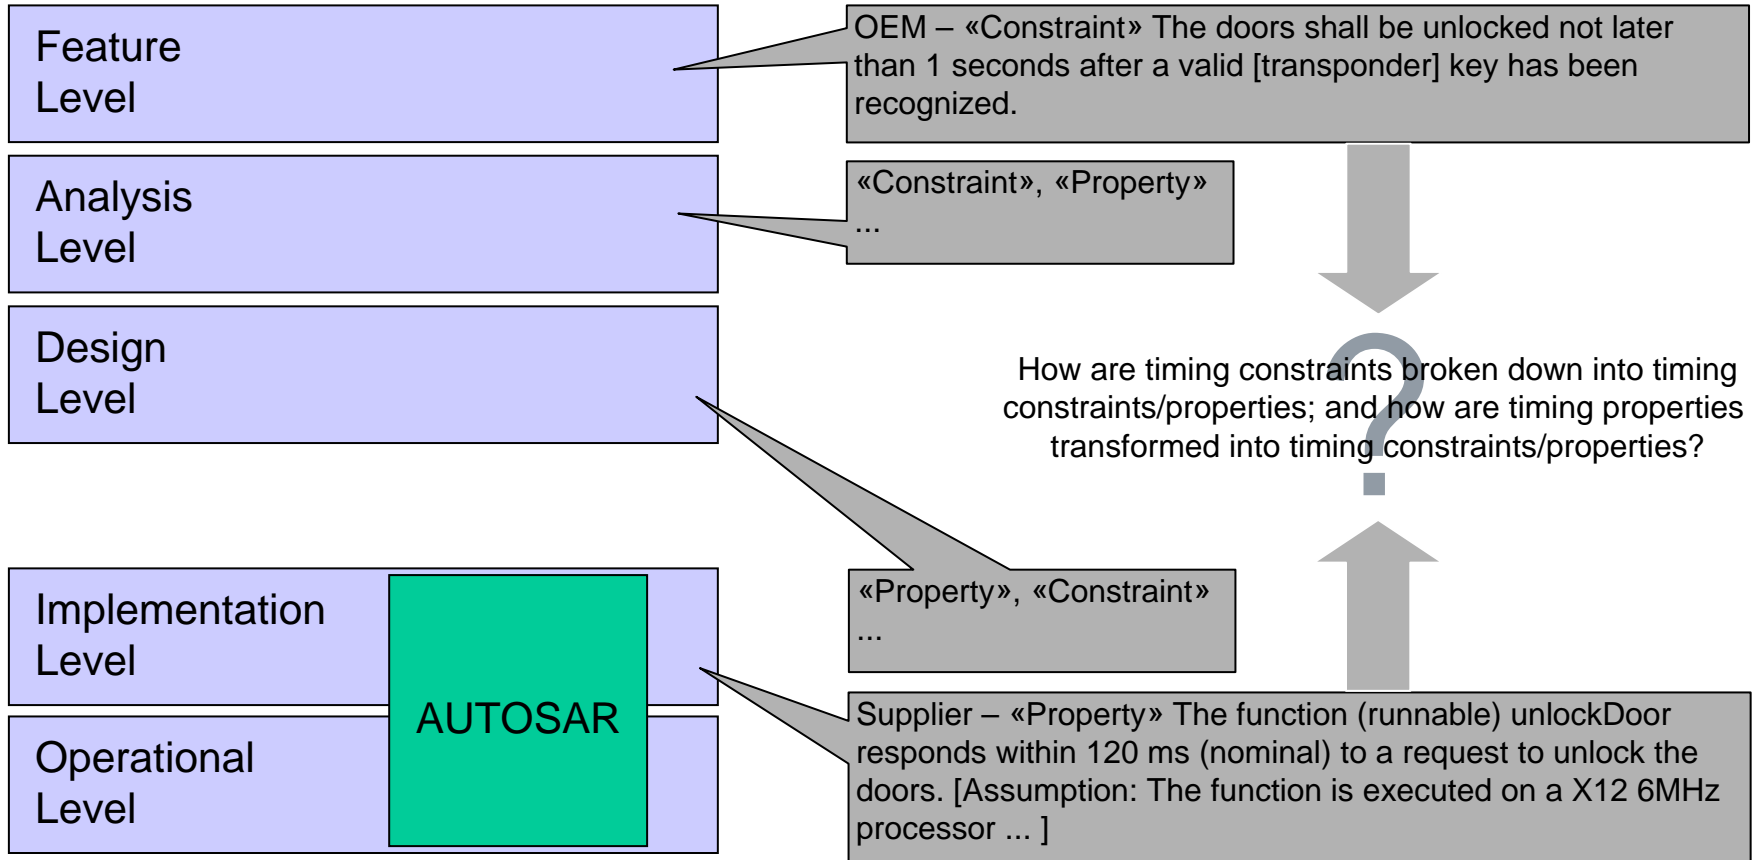 Feature
Level
OEM – «Constraint» The doors shall be unlocked not later
than 1 seconds after a valid [transponder] key has been
recognized.
Analysis
Level
«Constraint», «Property»
...
Design
Level
?
How are timing constraints broken down into timing
constraints/properties; and how are timing properties
transformed into timing constraints/properties?
Implementation
Level
«Property», «Constraint»
...
AUTOSAR
Operational
Level
Supplier – «Property» The function (runnable) unlockDoor
responds within 120 ms (nominal) to a request to unlock the
doors. [Assumption: The function is executed on a X12 6MHz
processor ... ]